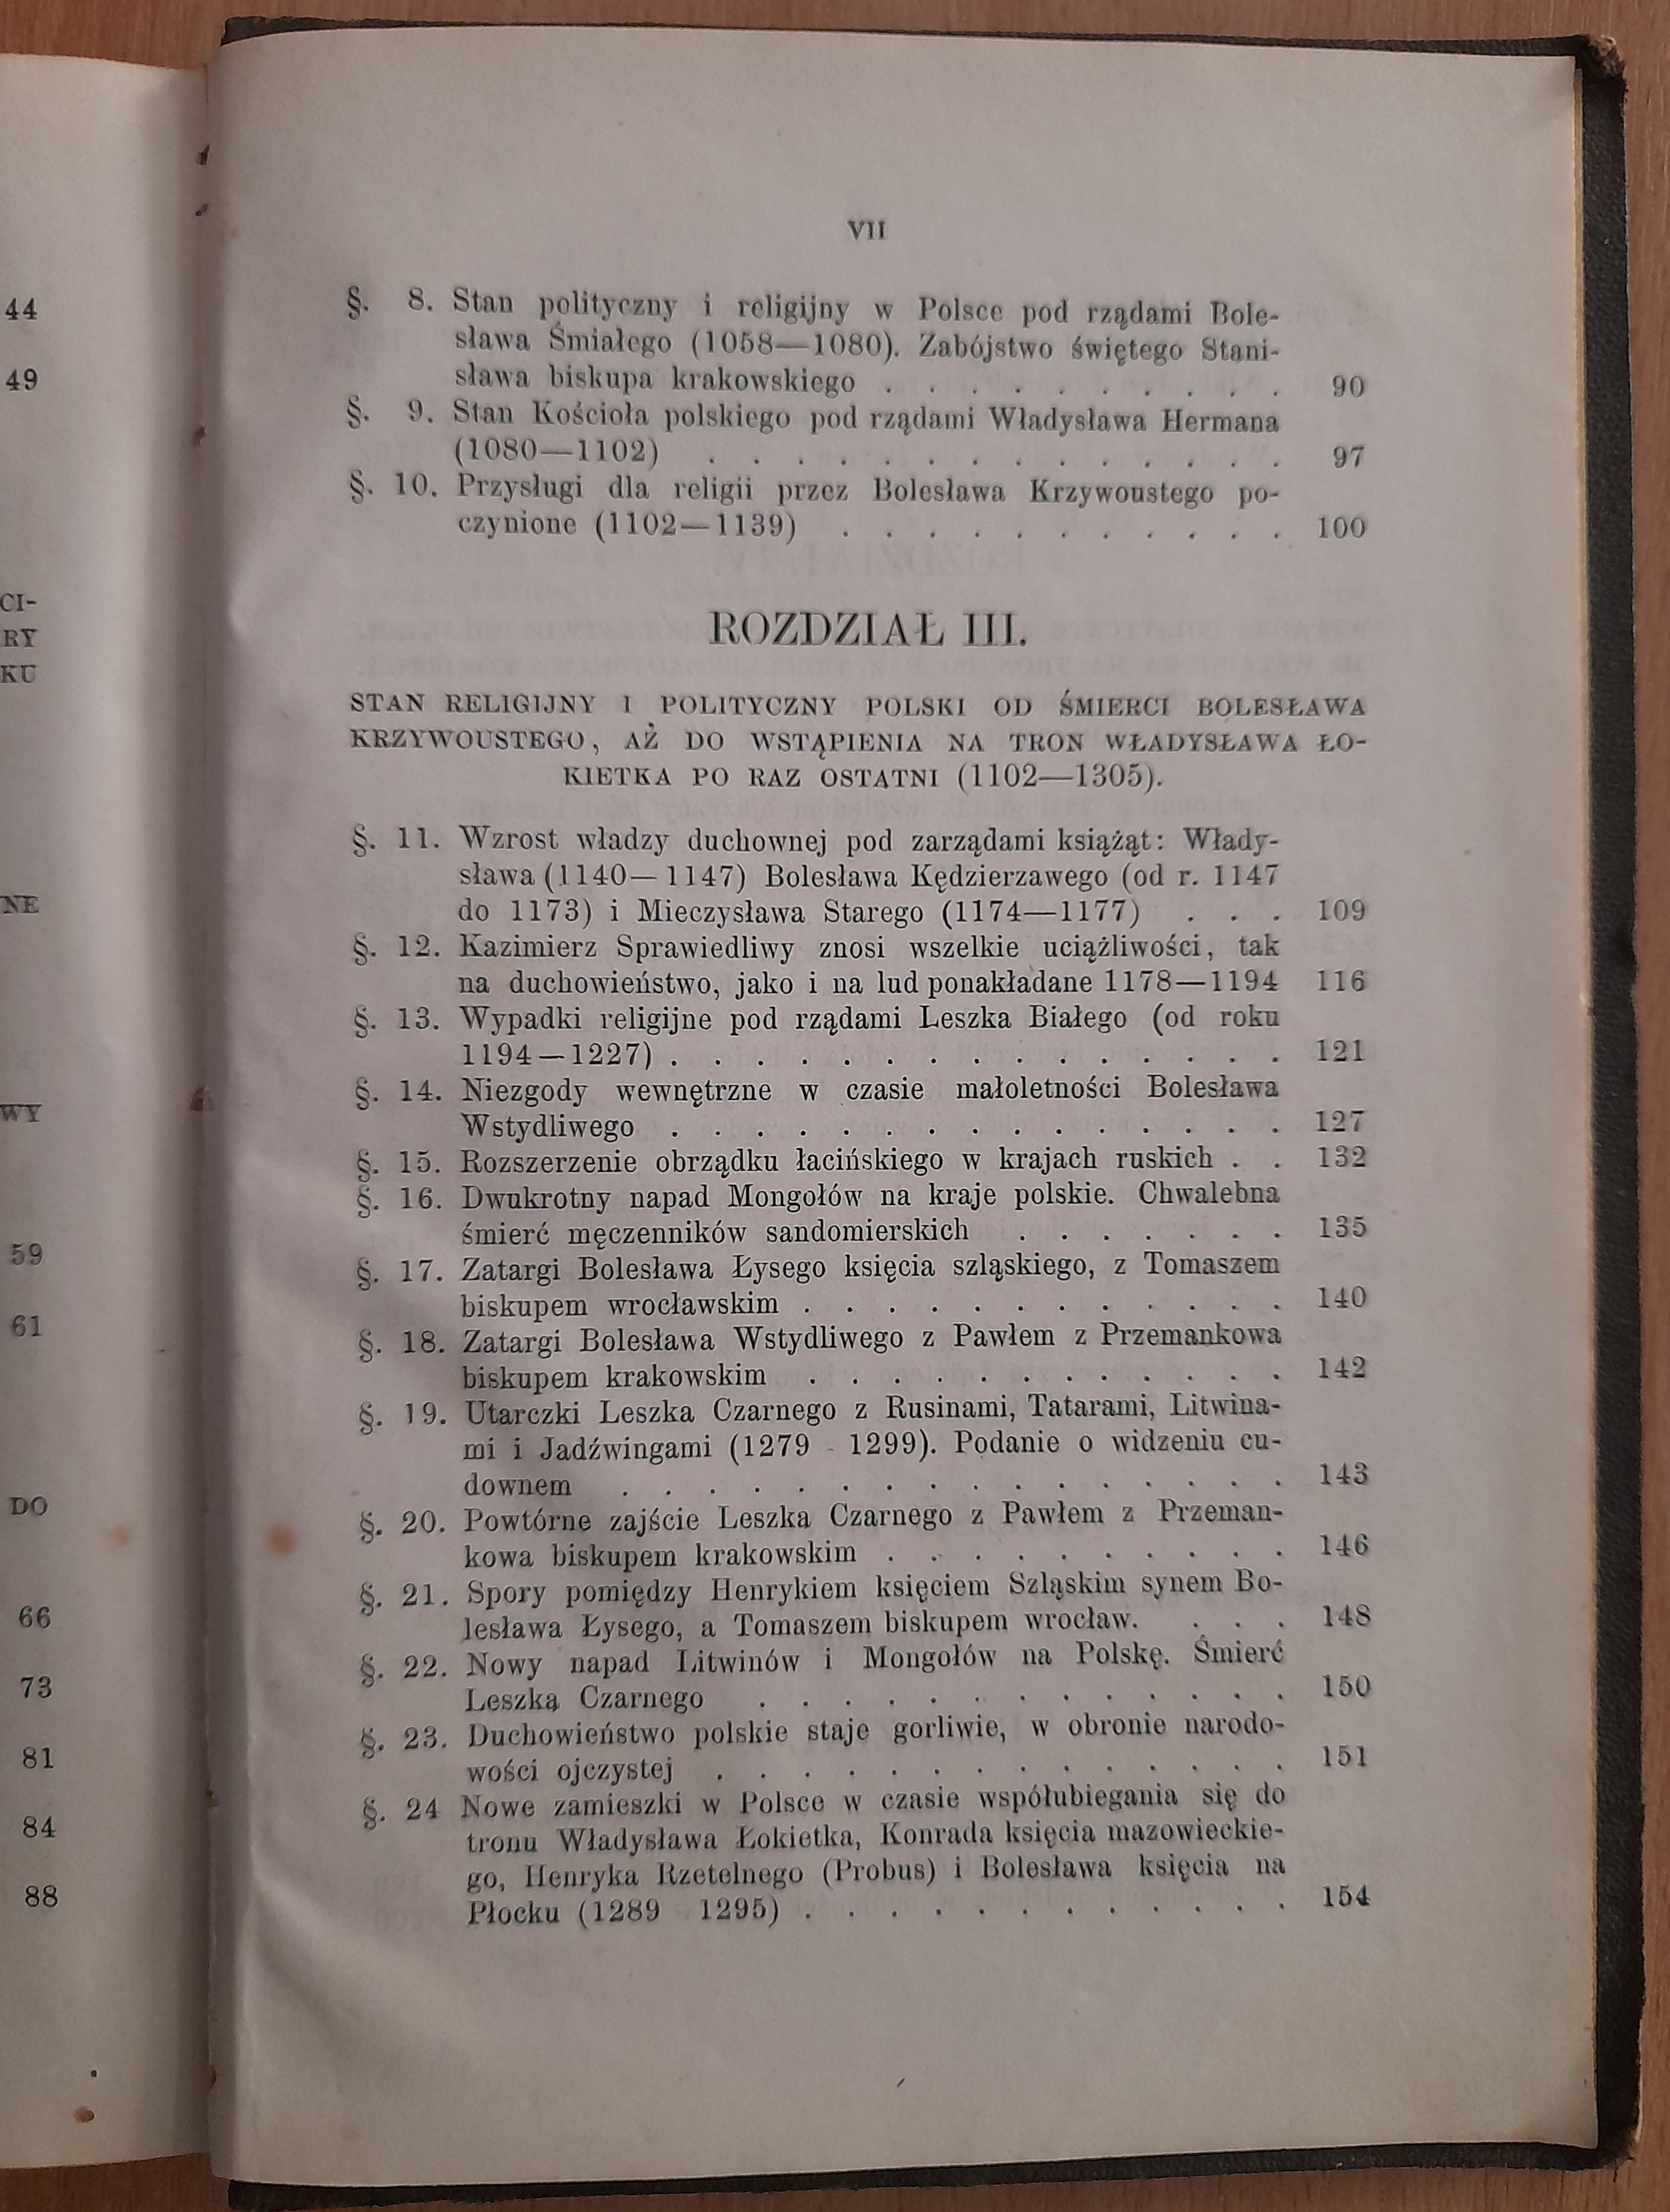 44
49
CI-
RY
KU
NE
WY
59
61
DO
66
73
81
84
88
VII
§. 8. Stan polityczny i religijny w Polsce pod rządami Bole-
sława Śmiałego (1058—1080). Zabójstwo świętego Stani-
sława biskupa krakowskiego . . . . . . . . . . 90
§. 9. Stan Kościoła polskiego pod rządami Władysława Hermana
(1080—1102) . . . . . . . . . . . . . . 97
§. 10. Przysługi dla religii przez Bolesława Krzywoustego po-
czynione (1102—1139) . . . . . . . . . . . 100
ROZDZIAŁ III.
STAN RELIGIJNY I POLITYCZNY POLSKI OD ŚMIERCI BOLESŁAWA
KRZYWOUSTEGO, AŻ DO WSTĄPIENIA NA TRON WŁADYSŁAWA ŁO-
KIETKA PO RAZ OSTATNI (1102—1305).
§. 11. Wzrost władzy duchownej pod zarządami książąt: Włady-
sława (1140—1147) Bolesława Kędzierzawego (od r. 1147
do 1173) i Mieczysława Starego (1174—1177) . . . 109
§. 12. Kazimierz Sprawiedliwy znosi wszelkie uciążliwości, tak
na duchowieństwo, jako i na lud ponakładane 1178—1194 116
§. 13. Wypadki religijne pod rządami Leszka Białego (od roku
1194—1227) . . . . . . . . . . . . . . . 121
§. 14. Niezgody wewnętrzne w czasie małoletności Bolesława
Wstydliwego . . . . . . . . . . . . . . . 127
§. 15. Rozszerzenie obrządku łacińskiego w krajach ruskich . . 132
§. 16. Dwukrotny napad Mongołów na kraje polskie. Chwalebna
śmierć męczenników sandomierskich . . . . . . . 135
§. 17. Zatargi Bolesława Łysego księcia szląskiego, z Tomaszem
biskupem wrocławskim . . . . . . . . . . . . 140
§. 18. Zatargi Bolesława Wstydliwego z Pawłem z Przemankowa
biskupem krakowskim . . . . . . . . . . . . 142
§. 19. Utarczki Leszka Czarnego z Rusinami, Tatarami, Litwina-
mi i Jadźwingami (1279 - 1299). Podanie o widzeniu cu-
downem . . . . . . . . . . . . . . . . 143
§. 20. Powtórne zajście Leszka Czarnego z Pawłem z Przeman-
kowa biskupem krakowskim . . . . . . . . . . 146
§. 21. Spory pomiędzy Henrykiem księciem Szląskim synem Bo-
lesława Łysego, a Tomaszem biskupem wrocław. . . . 148
§. 22. Nowy napad Litwinów i Mongołów na Polskę. Śmierć
Leszką Czarnego . . . . . . . . . . . . . 150
§. 23. Duchowieństwo polskie staje gorliwie, w obronie narodo-
wości ojczystej . . . . . . . . . . . . . . 151
§. 24 Nowe zamieszki w Polsce w czasie współubiegania się do
tronu Władysława Łokietka, Konrada księcia mazowieckie-
go, Henryka Rzetelnego (Probus) i Bolesława księcia na
Płocku (1289 1295) . . . . . . . . . . . . 154